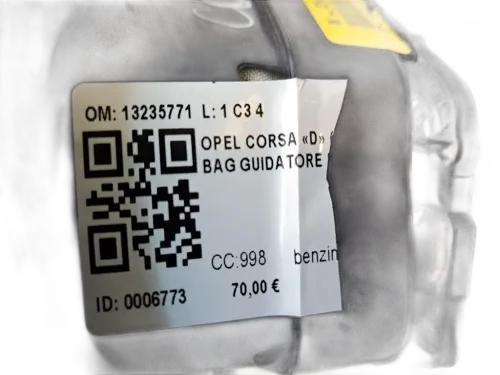 OM: 13235771 L: 1 C3 4
OPEL CORSA «D»
BAG GUIDATORE
CC:998 benzin
ID: 0006773 70,00 €